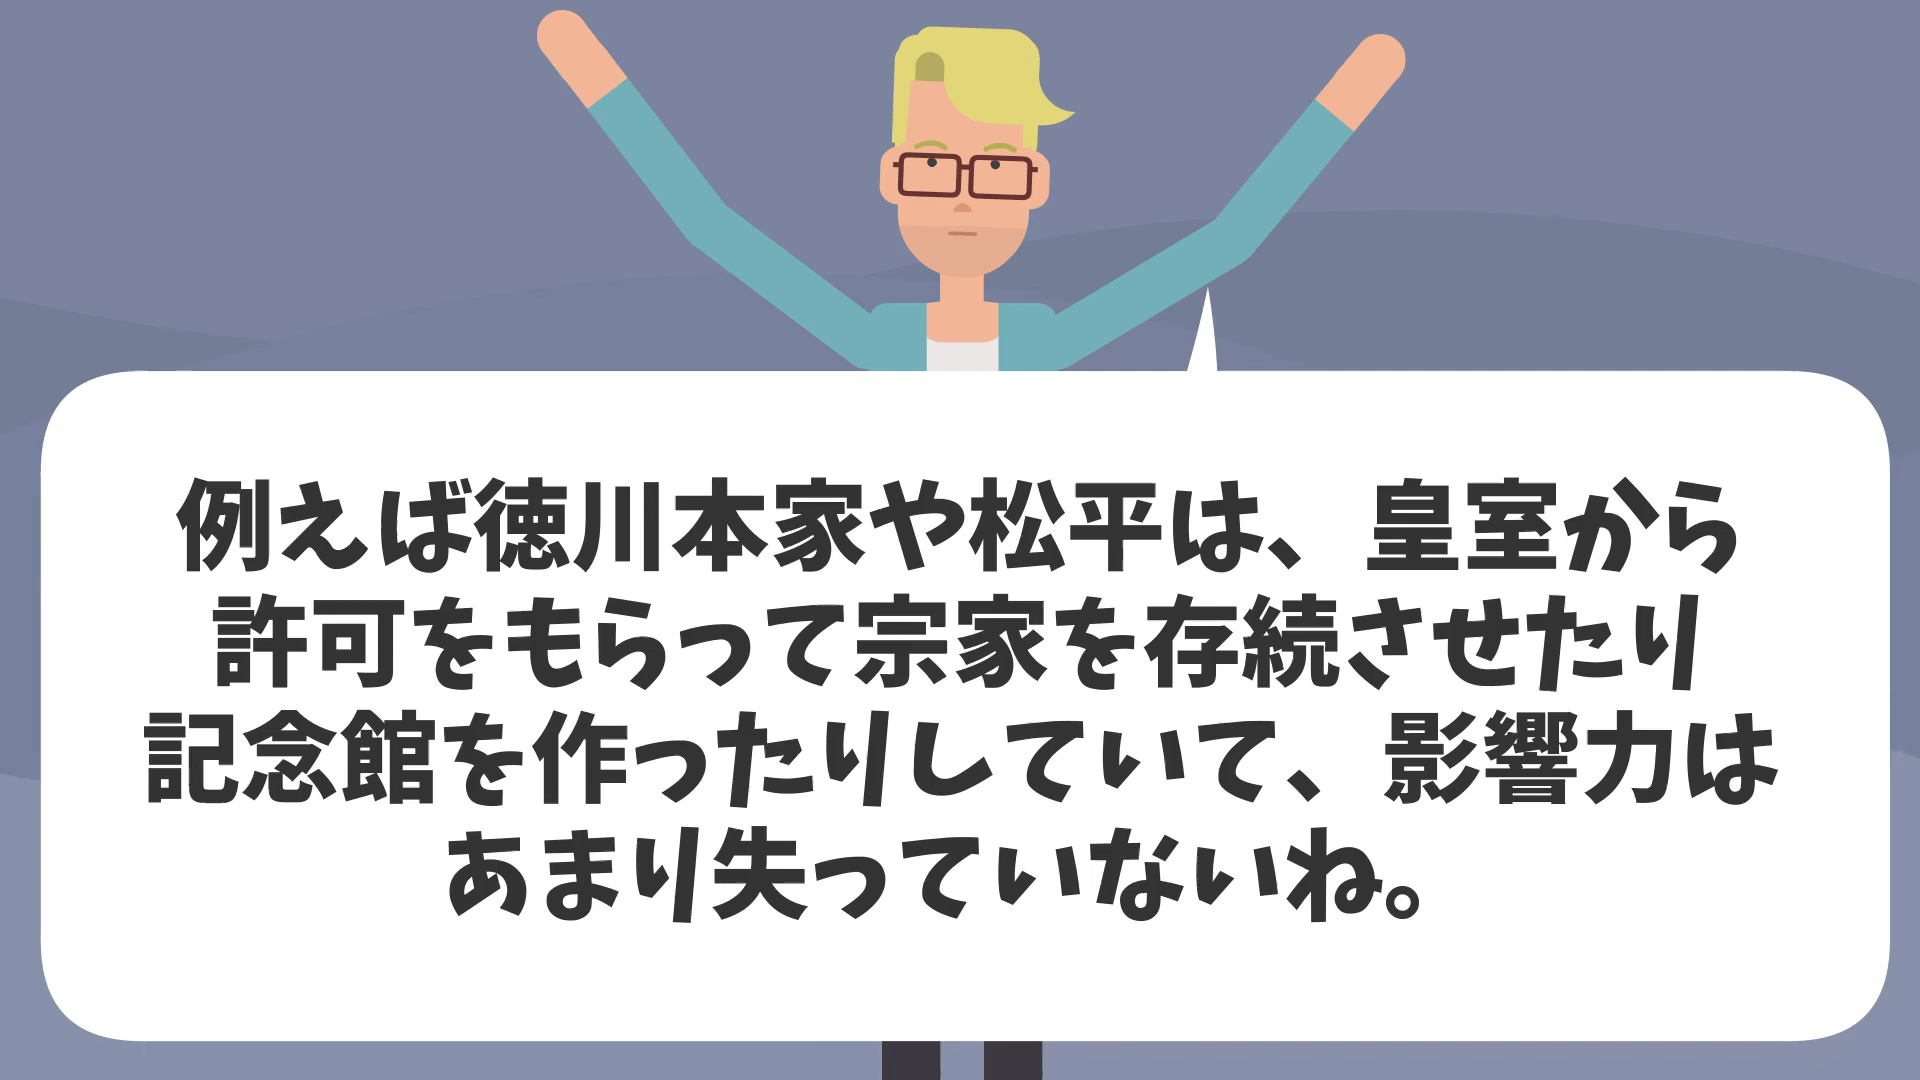 例えば徳川本家や松平は、皇室から
許可をもらって宗家を存続させたり
記念館を作ったりしていて、影響力は
あまり失っていないね。